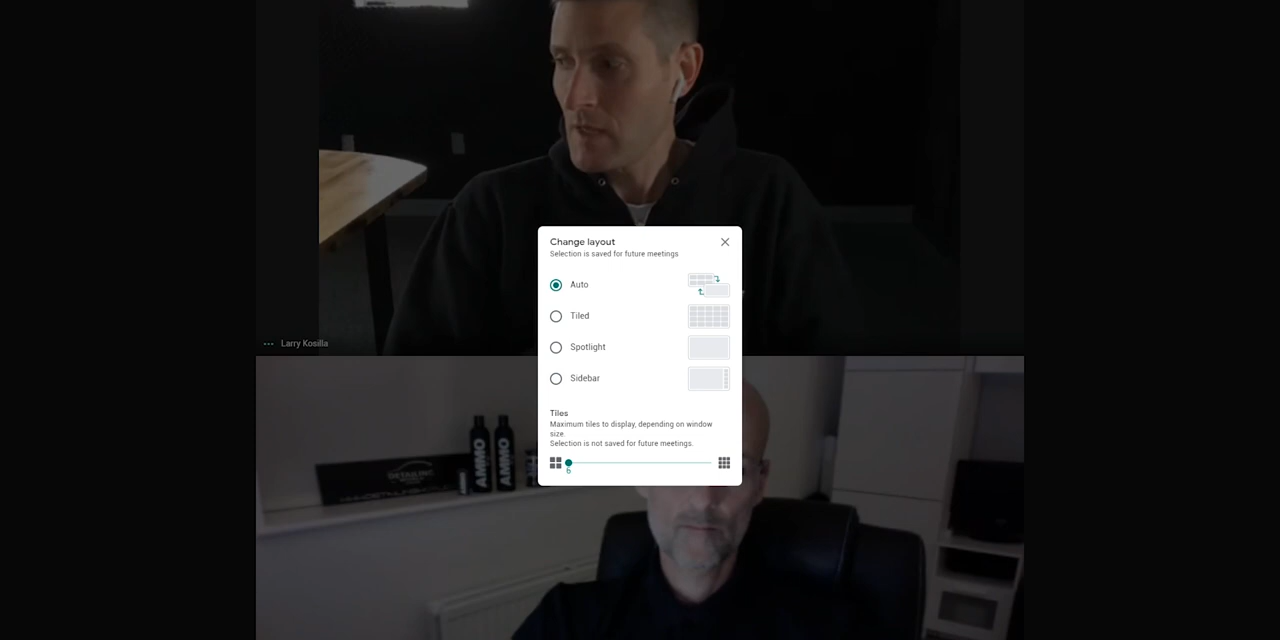 Change layout
Selection is saved for future meetings
Auto
Tiled
Spotlight
Sidebar
Larry Kosilla
Tiles
Maximum tiles to display, depending on window
size.
Selection is not saved for future meetings.
6
AMMO
AMMO